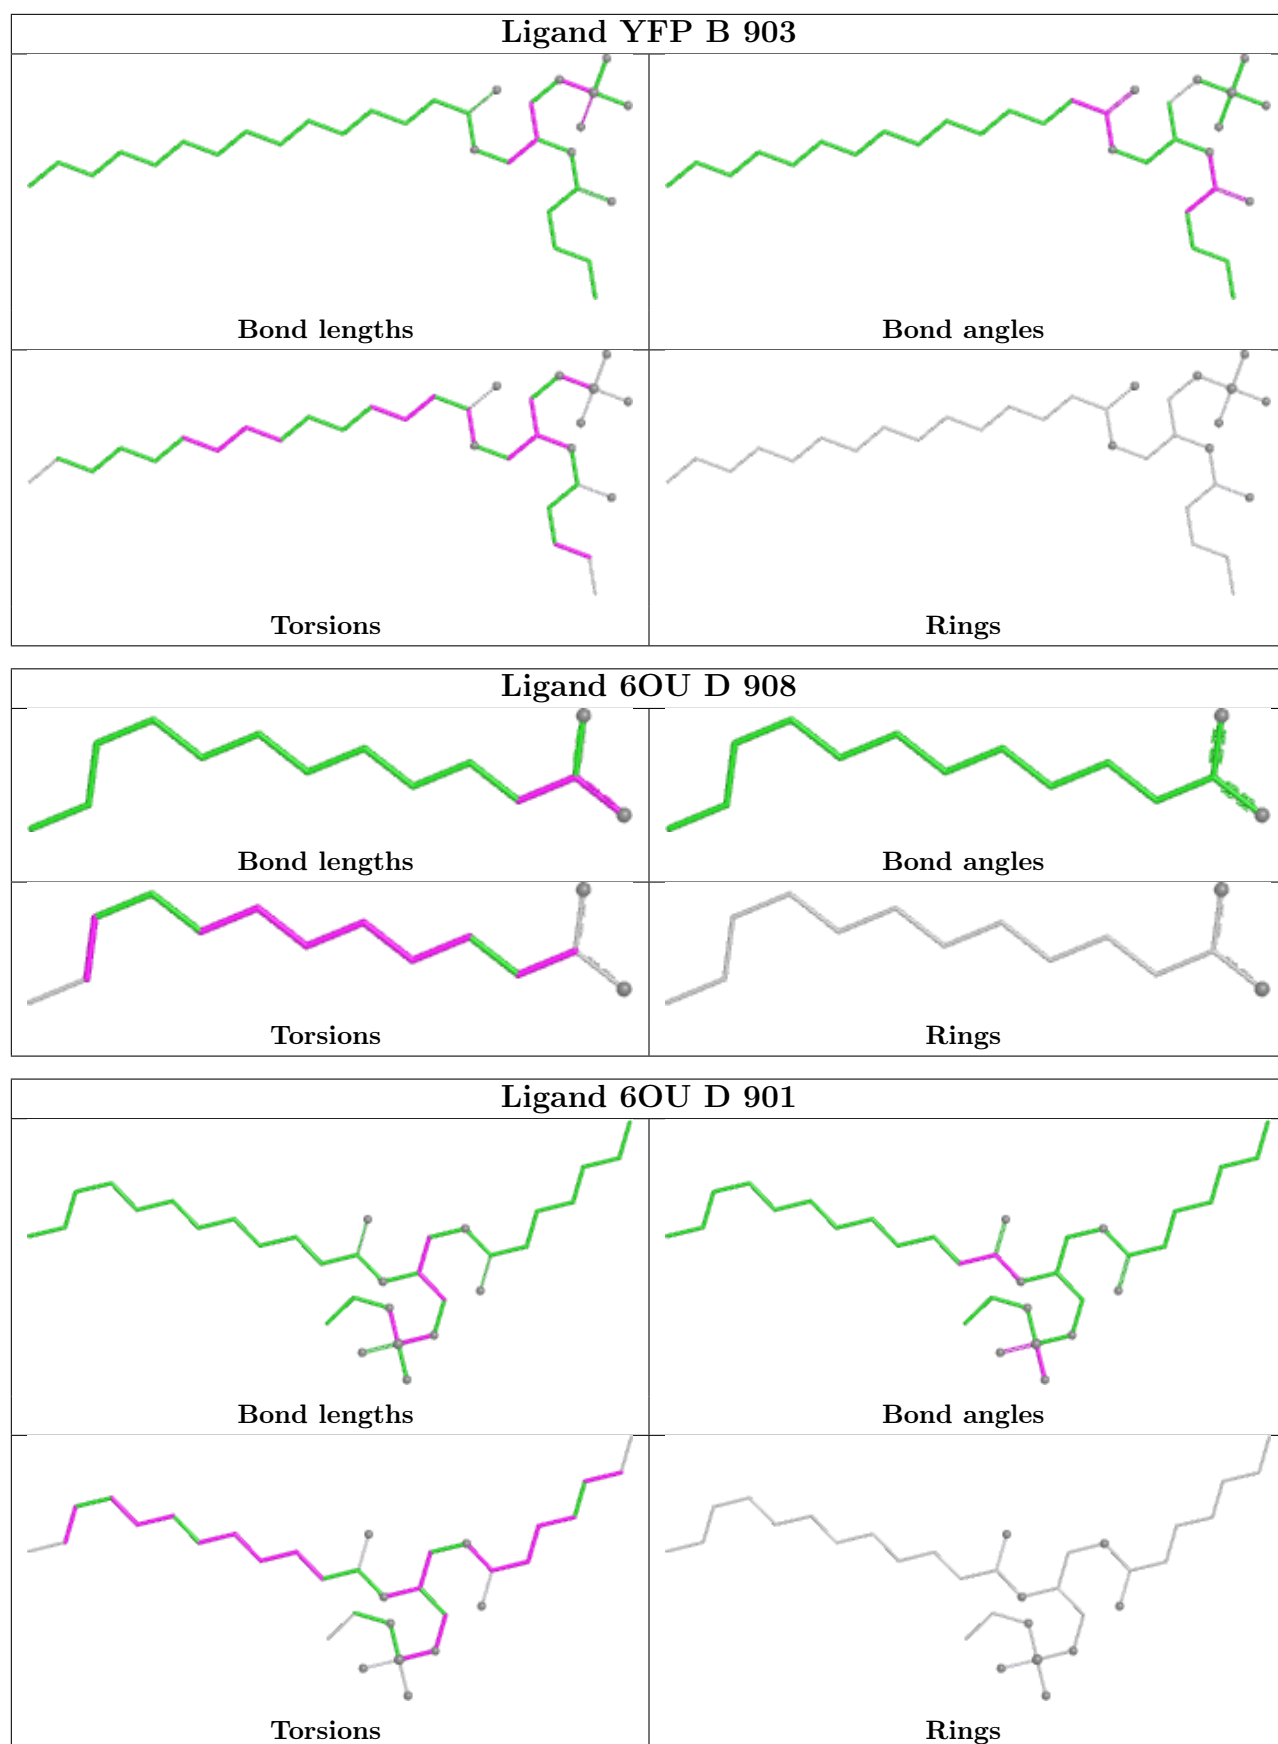 Ligand YFP B 903
Bond lengths
Bond angles
Torsions
Rings
Ligand 6OU D 908
Bond lengths
Bond angles
Torsions
Rings
Ligand 6OU D 901
Bond lengths
Bond angles
Torsions
Rings